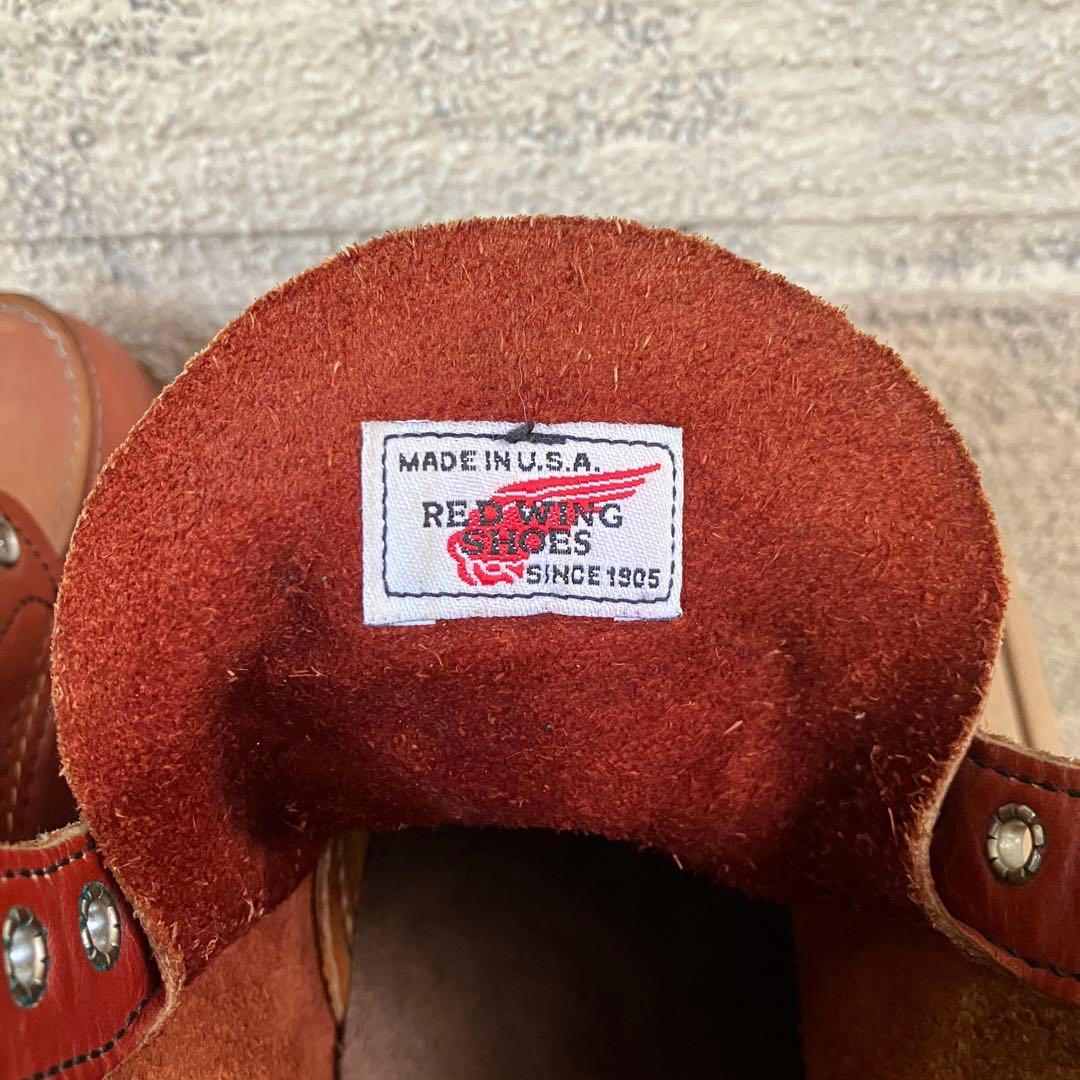 MADE IN U.S.A.
RED WING
SHOES
SINCE 1905